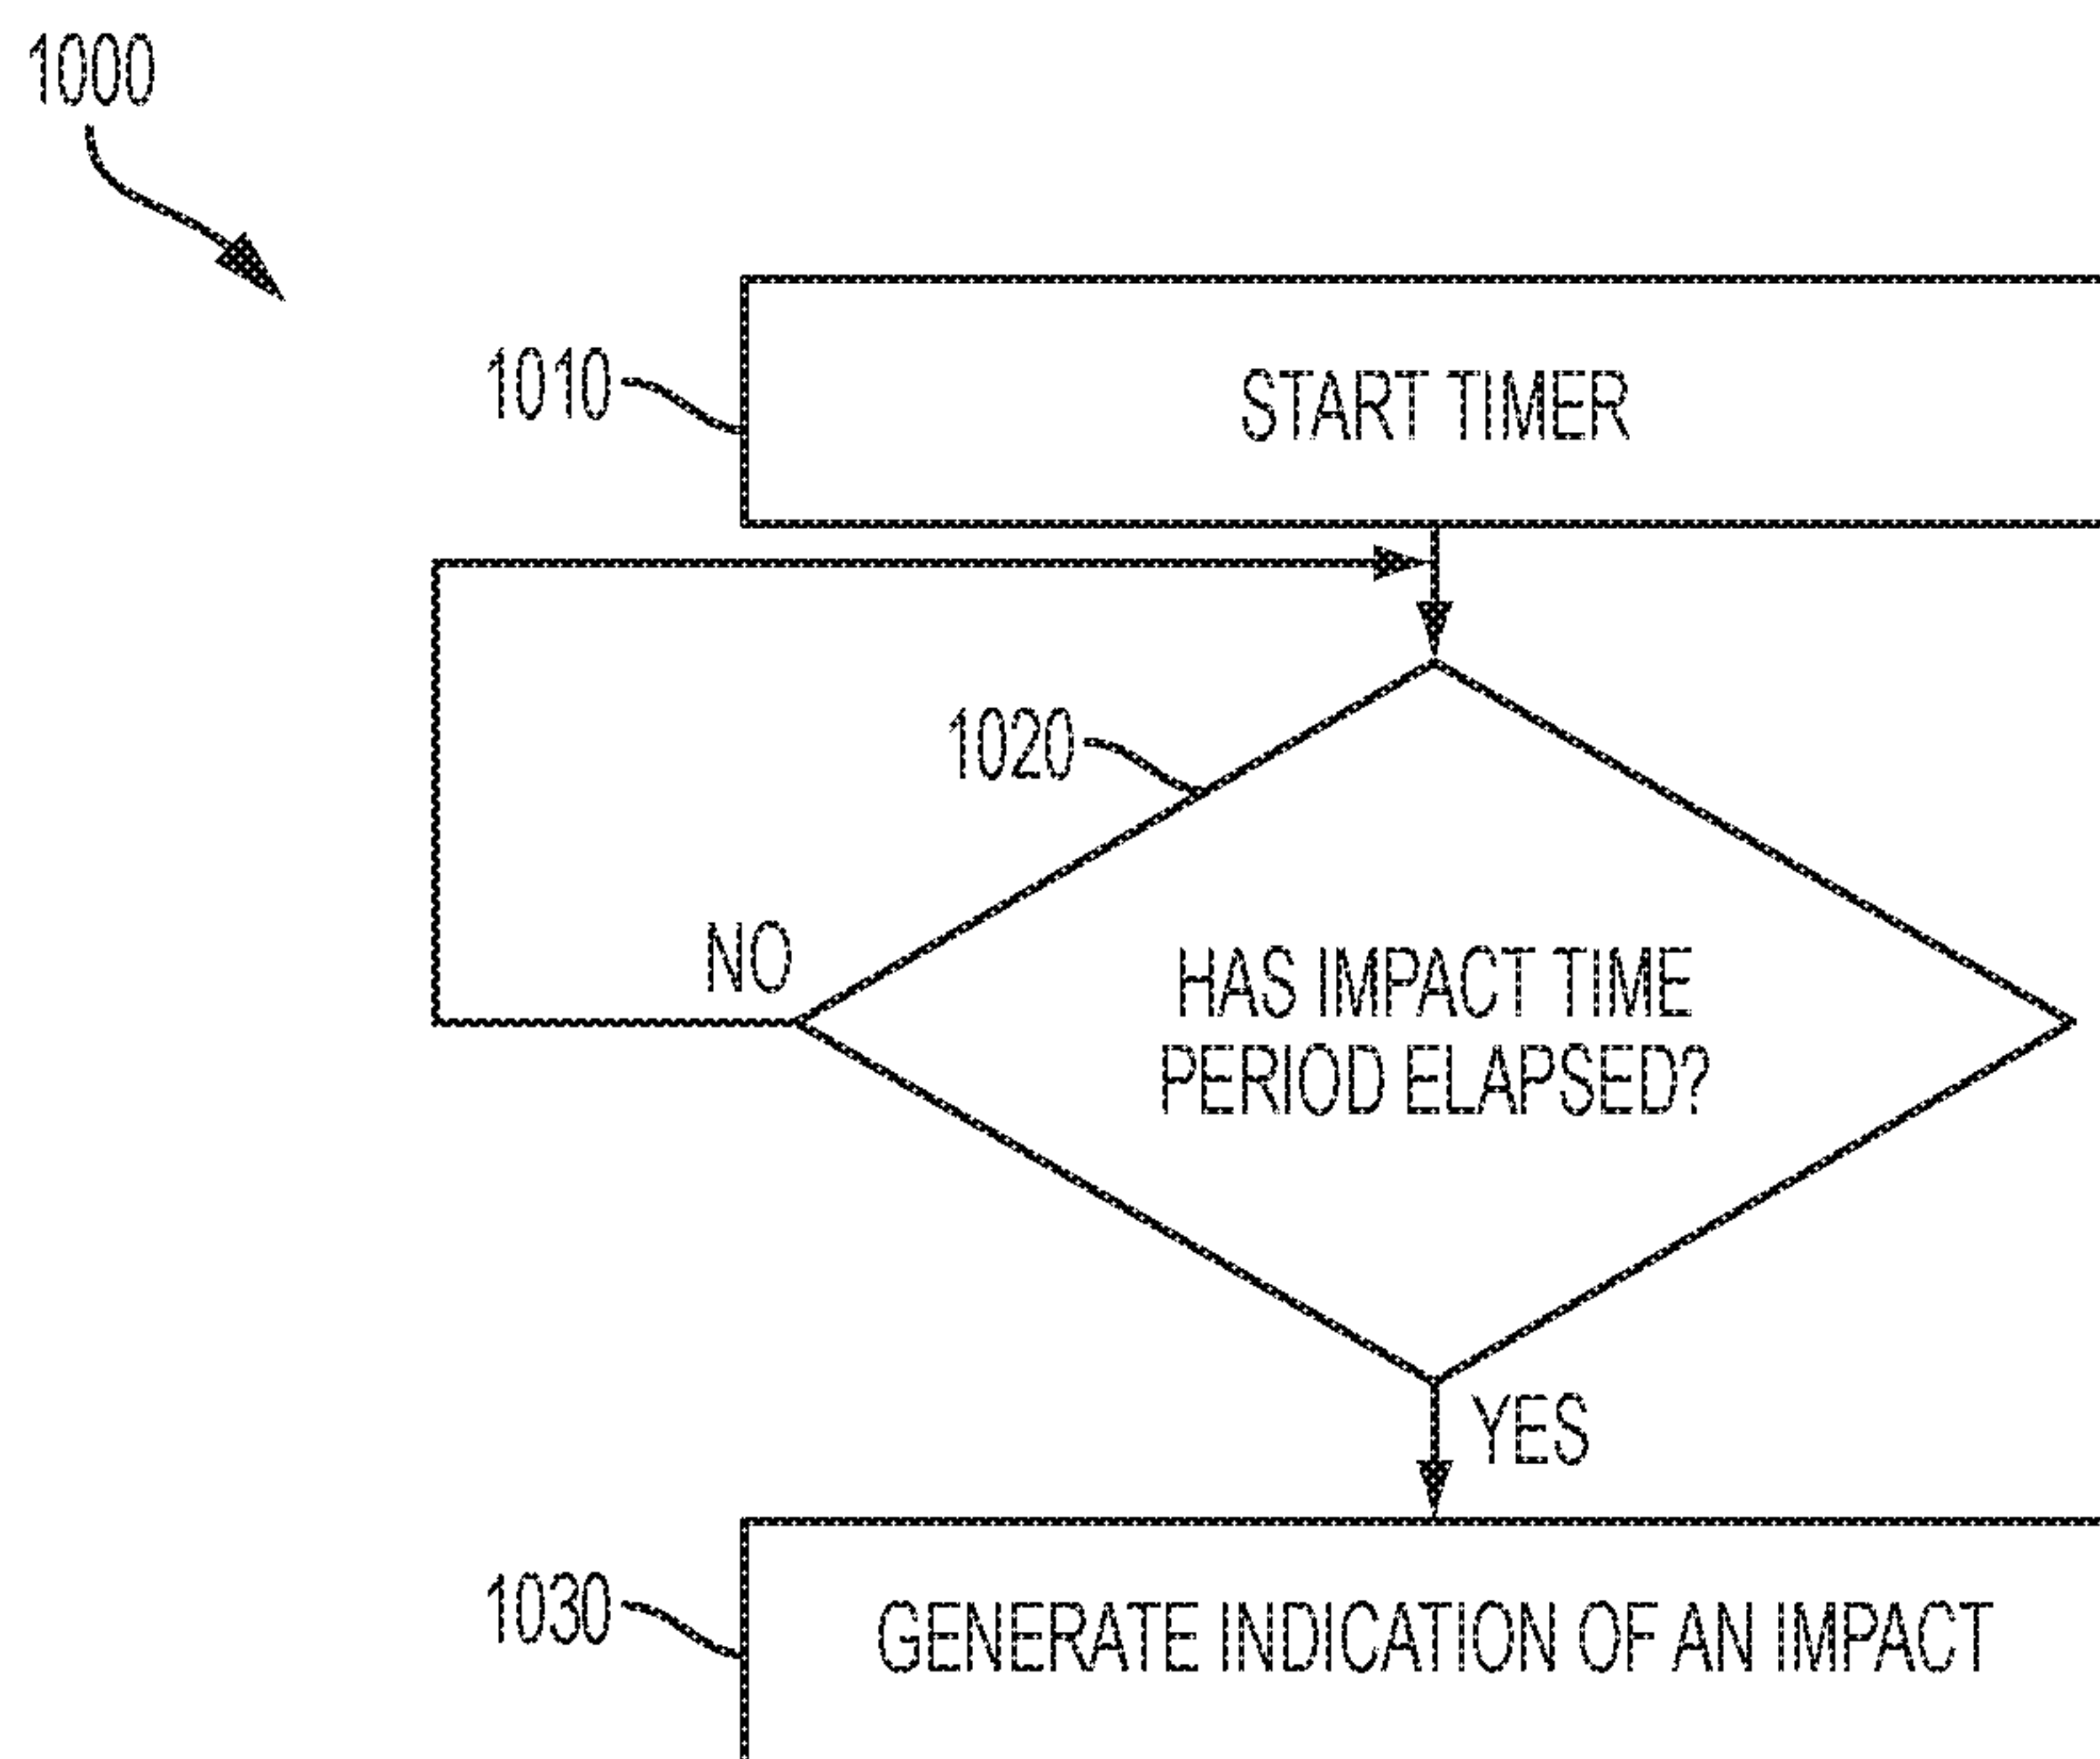 1000
1010
START TIMER
1020
NO
HAS IMPACT TIME
PERIOD ELAPSED?
YES
1030
GENERATE INDICATION OF AN IMPACT